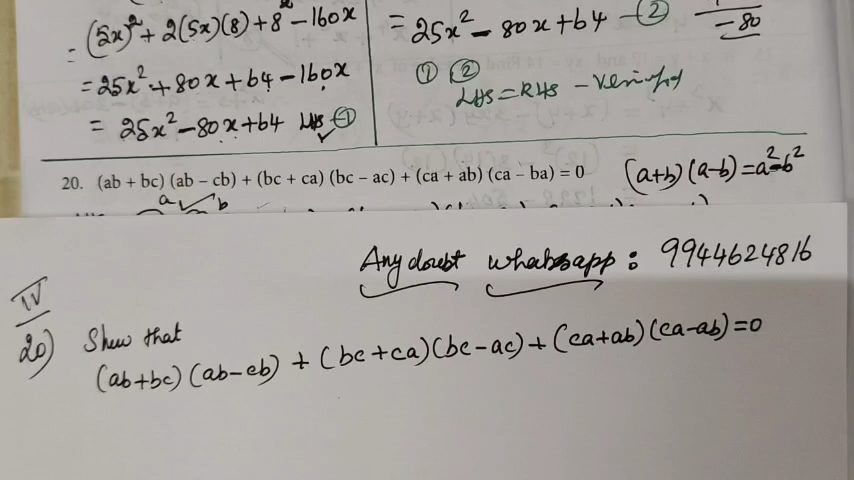 = (5x)² + 2(5x)(8) + 8² - 160x
= 25x² + 80x + 64 - 160x
= 25x² - 80x + 64 LHS ①
= 25x² - 80x + 64 - ②
- 80
① ②
LHS = RHS - Verified
20. (ab + bc) (ab – cb) + (bc + ca) (bc – ac) + (ca + ab) (ca – ba) = 0
(a+b) (a-b) = a²-b²
a b
Any doubt whatsapp : 9944624816
IV
20) Show that
(ab+bc) (ab-cb) + (bc+ca) (bc-ac) + (ca+ab) (ca-ab) = 0